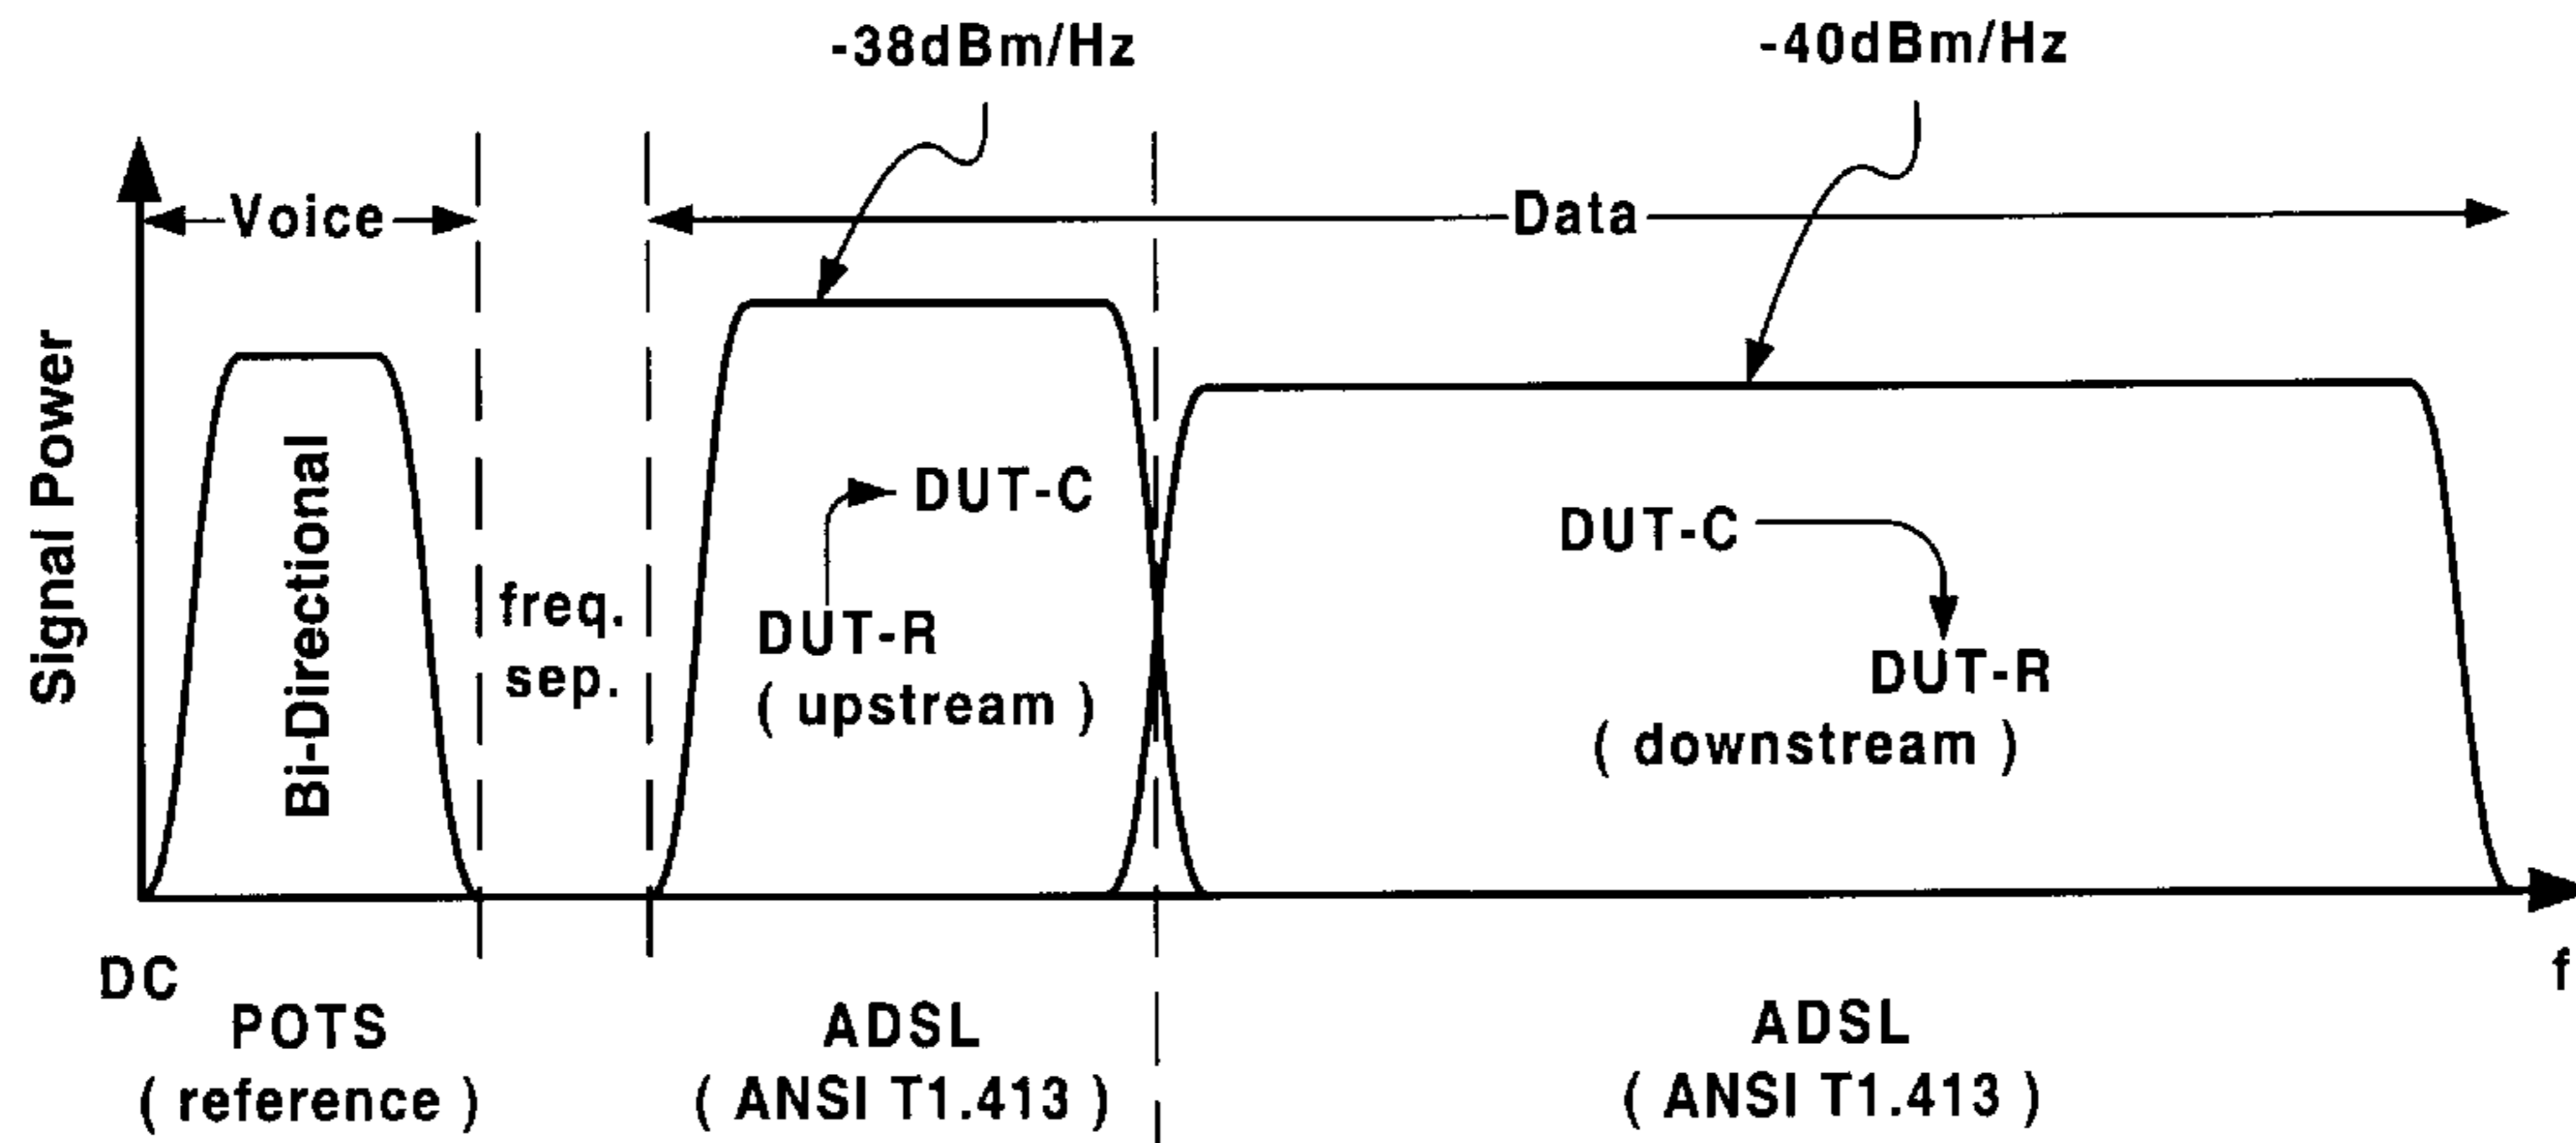 -38dBm/Hz
-40dBm/Hz
Voice
Data
Signal Power
Bi-Directional
freq.
sep.
DUT-C
DUT-R
( upstream )
DUT-C
DUT-R
( downstream )
DC
f
POTS
( reference )
ADSL
( ANSI T1.413 )
ADSL
( ANSI T1.413 )